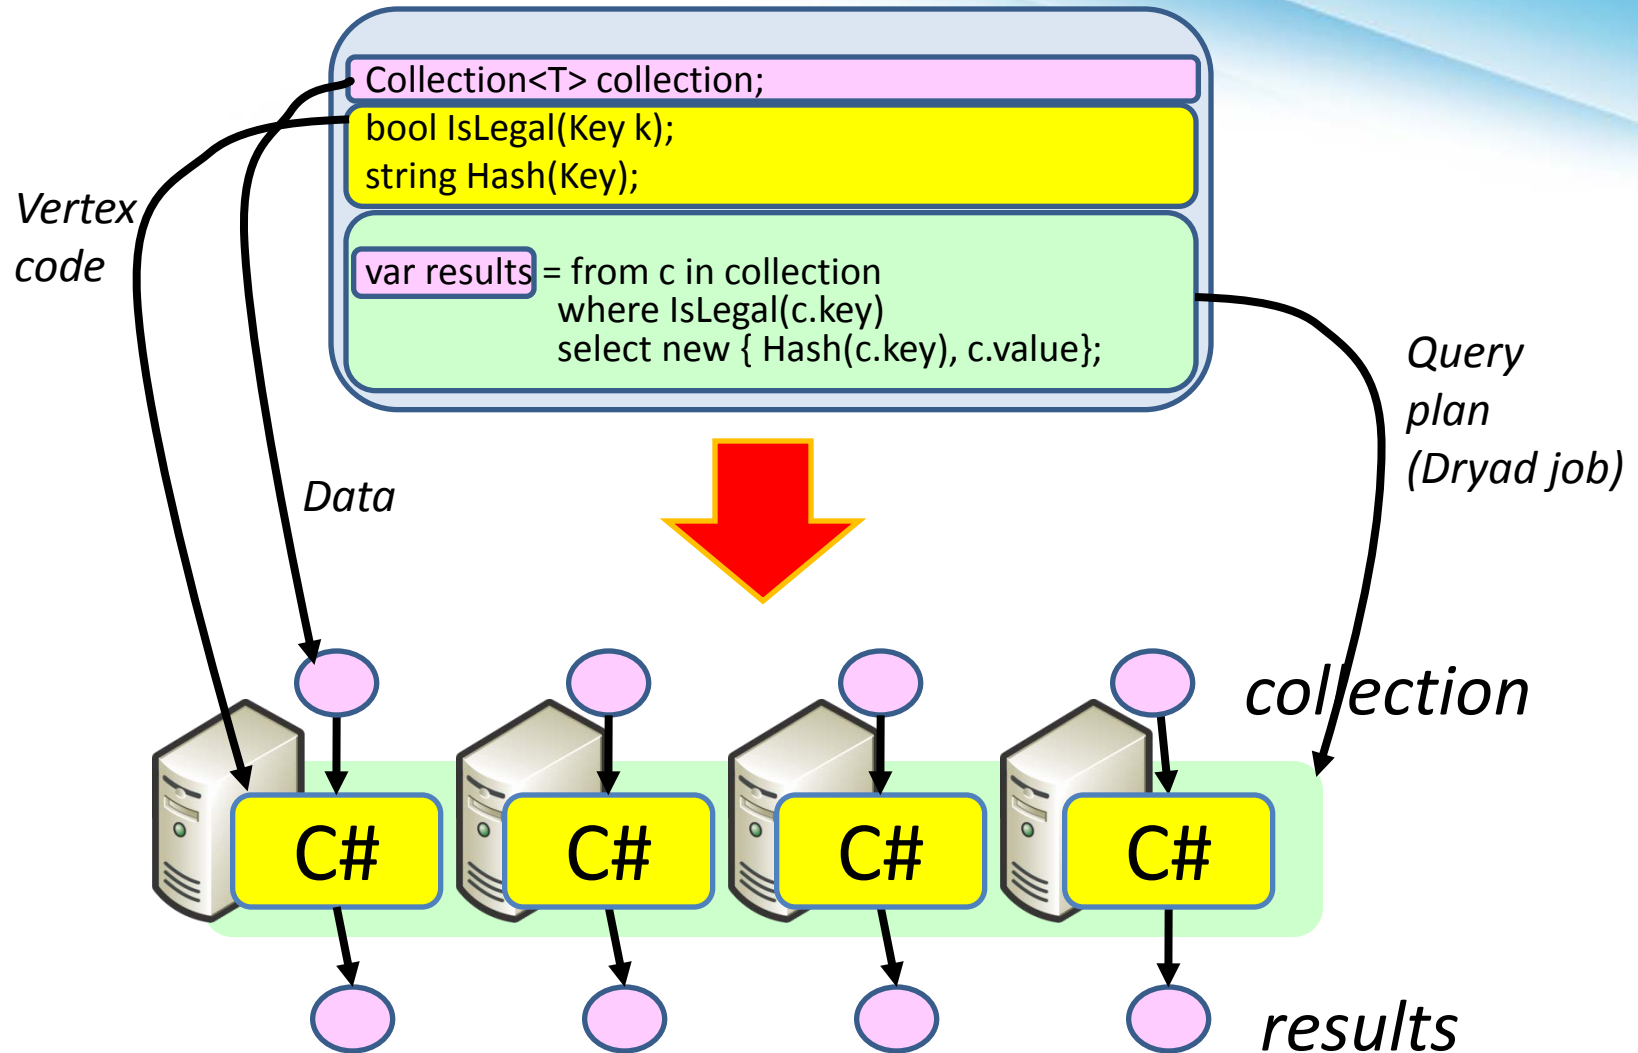 Collection<T> collection;
bool IsLegal(Key k);
string Hash(Key);
var results = from c in collection
where IsLegal(c.key)
select new { Hash(c.key), c.value};
Vertex
code
Data
Query
plan
(Dryad job)
collection
C#
C#
C#
C#
results